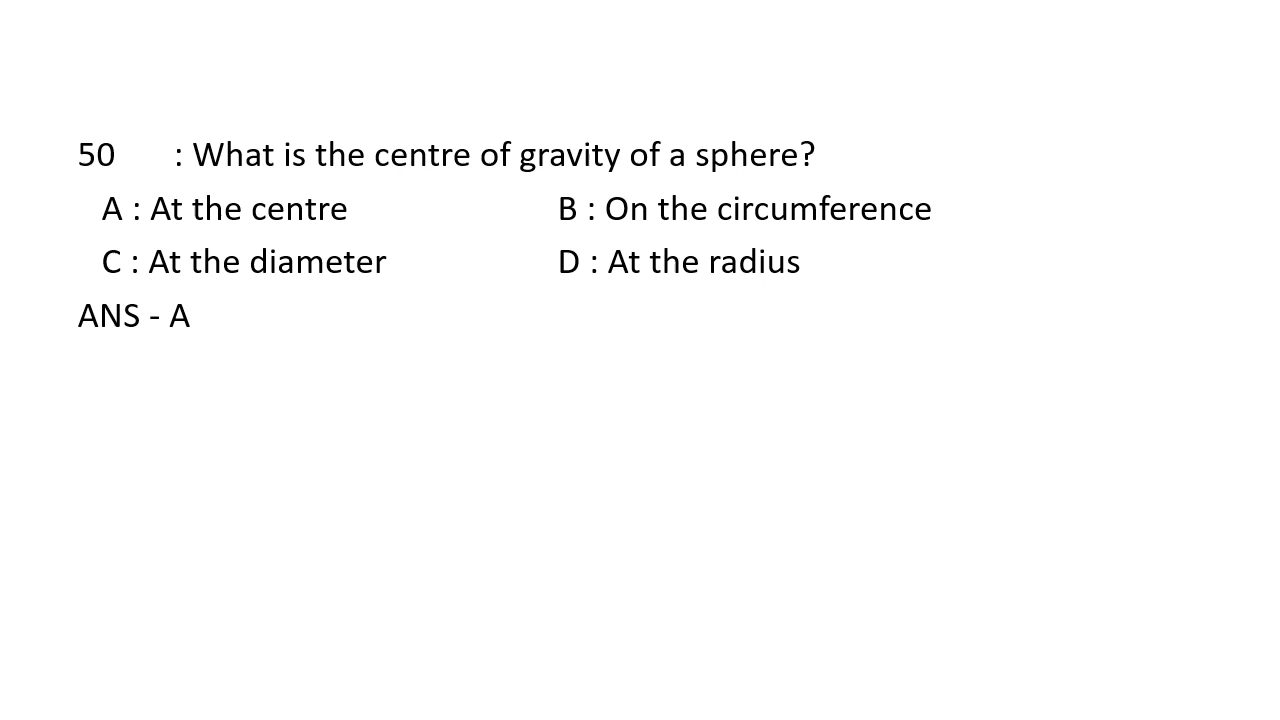 50 : What is the centre of gravity of a sphere?
A : At the centre B : On the circumference
C : At the diameter D : At the radius
ANS - A